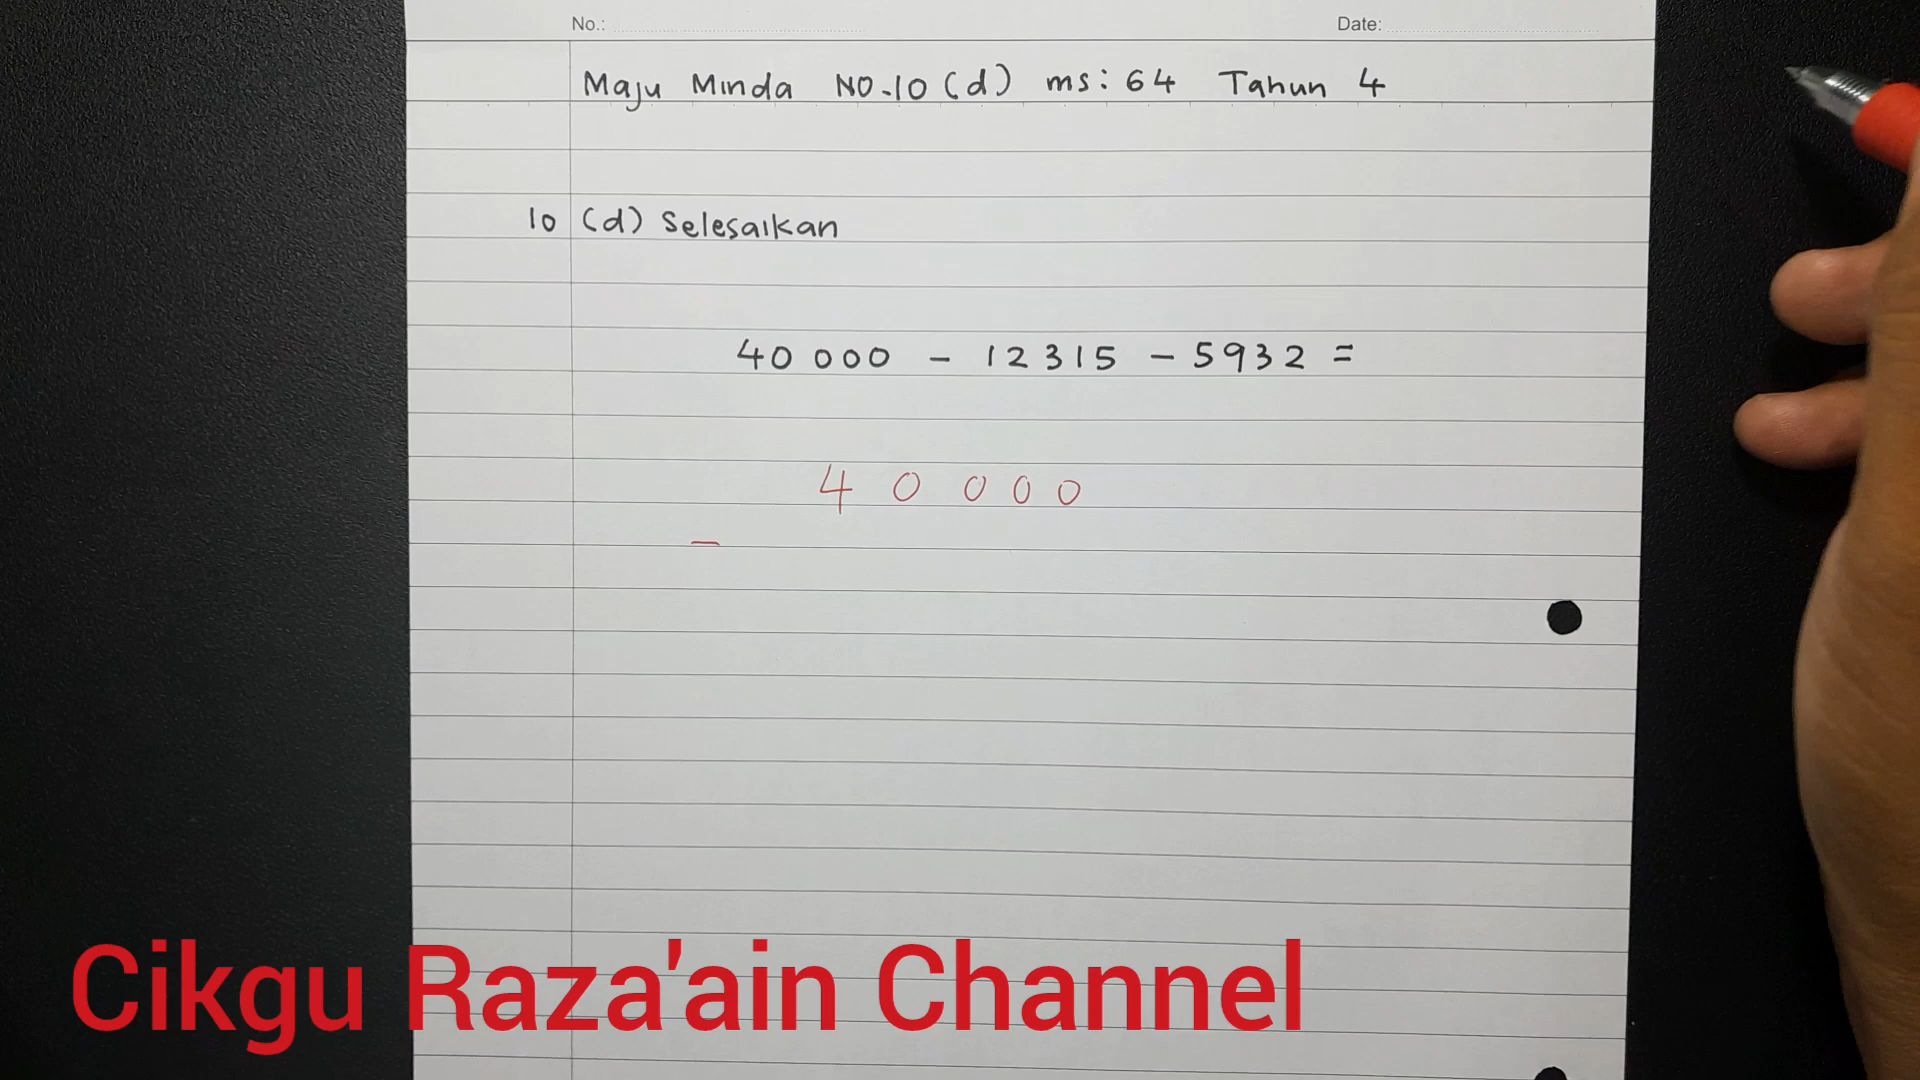 No.: Date:
Maju Minda NO.10 (d) ms: 64 Tahun 4
10 (d) Selesaikan
40 000 - 12 315 - 5932 =
4 0 0 0 0
-
Cikgu Raza'ain Channel